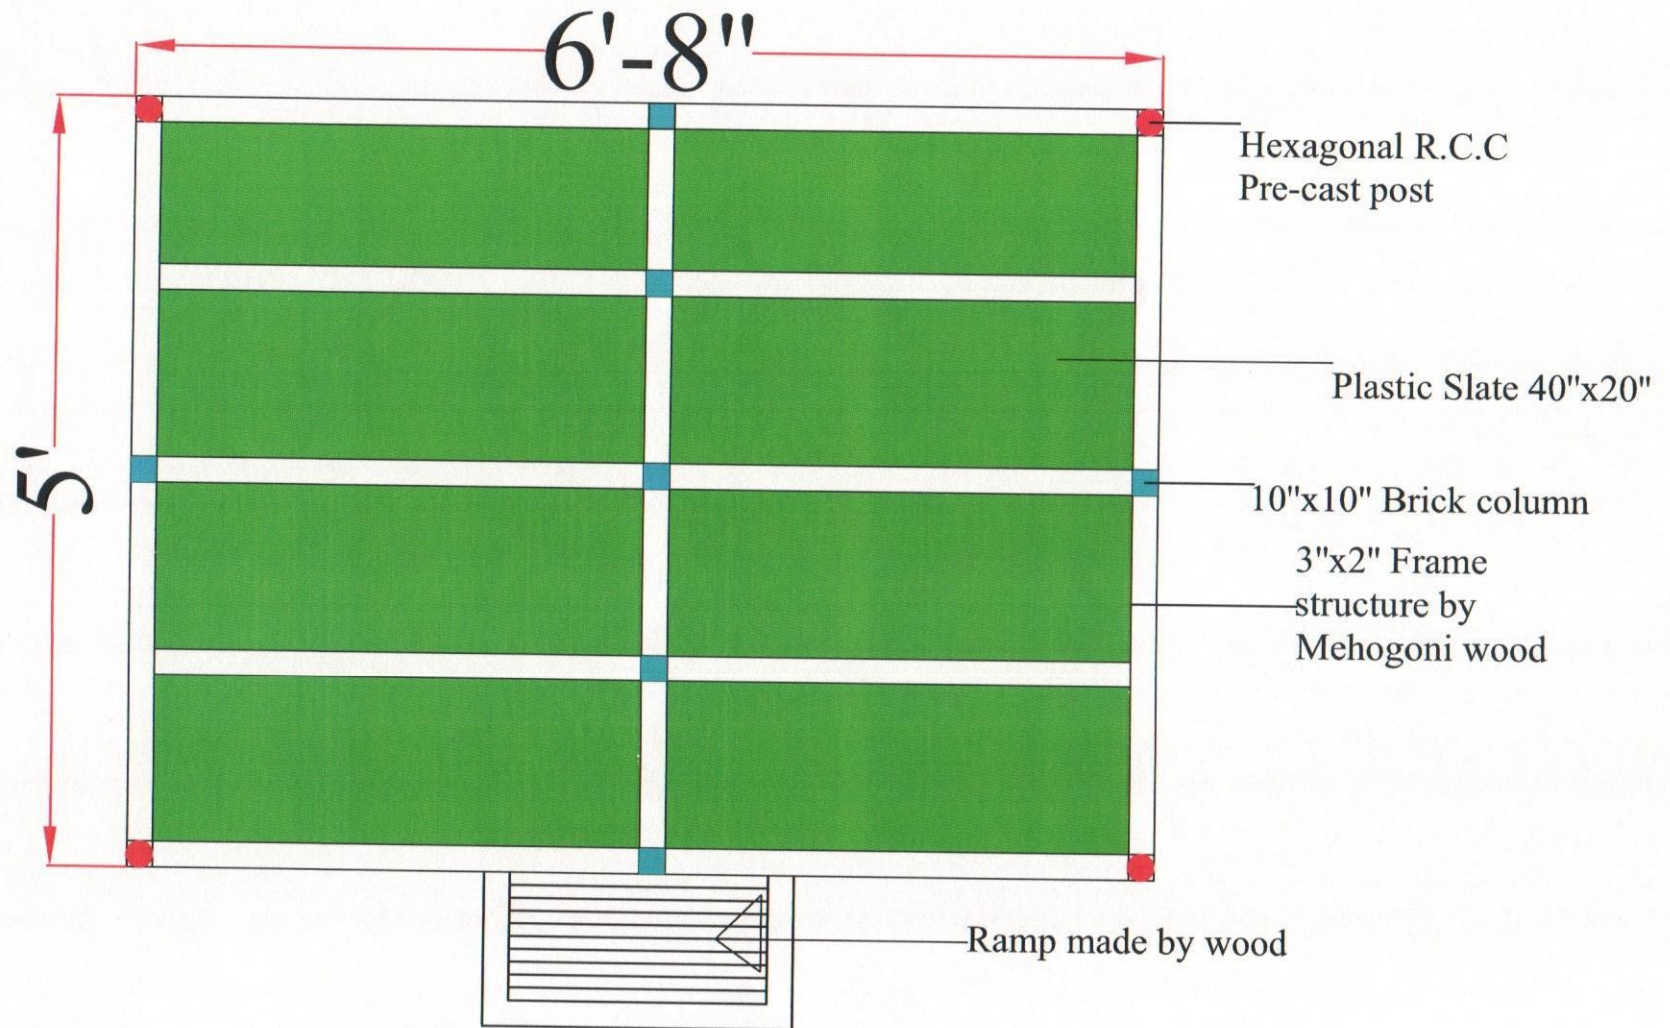 6'-8"
Hexagonal R.C.C
Pre-cast post
5'
Plastic Slate 40"x20"
10"x10" Brick column
3"x2" Frame
structure by
Mehogoni wood
Ramp made by wood